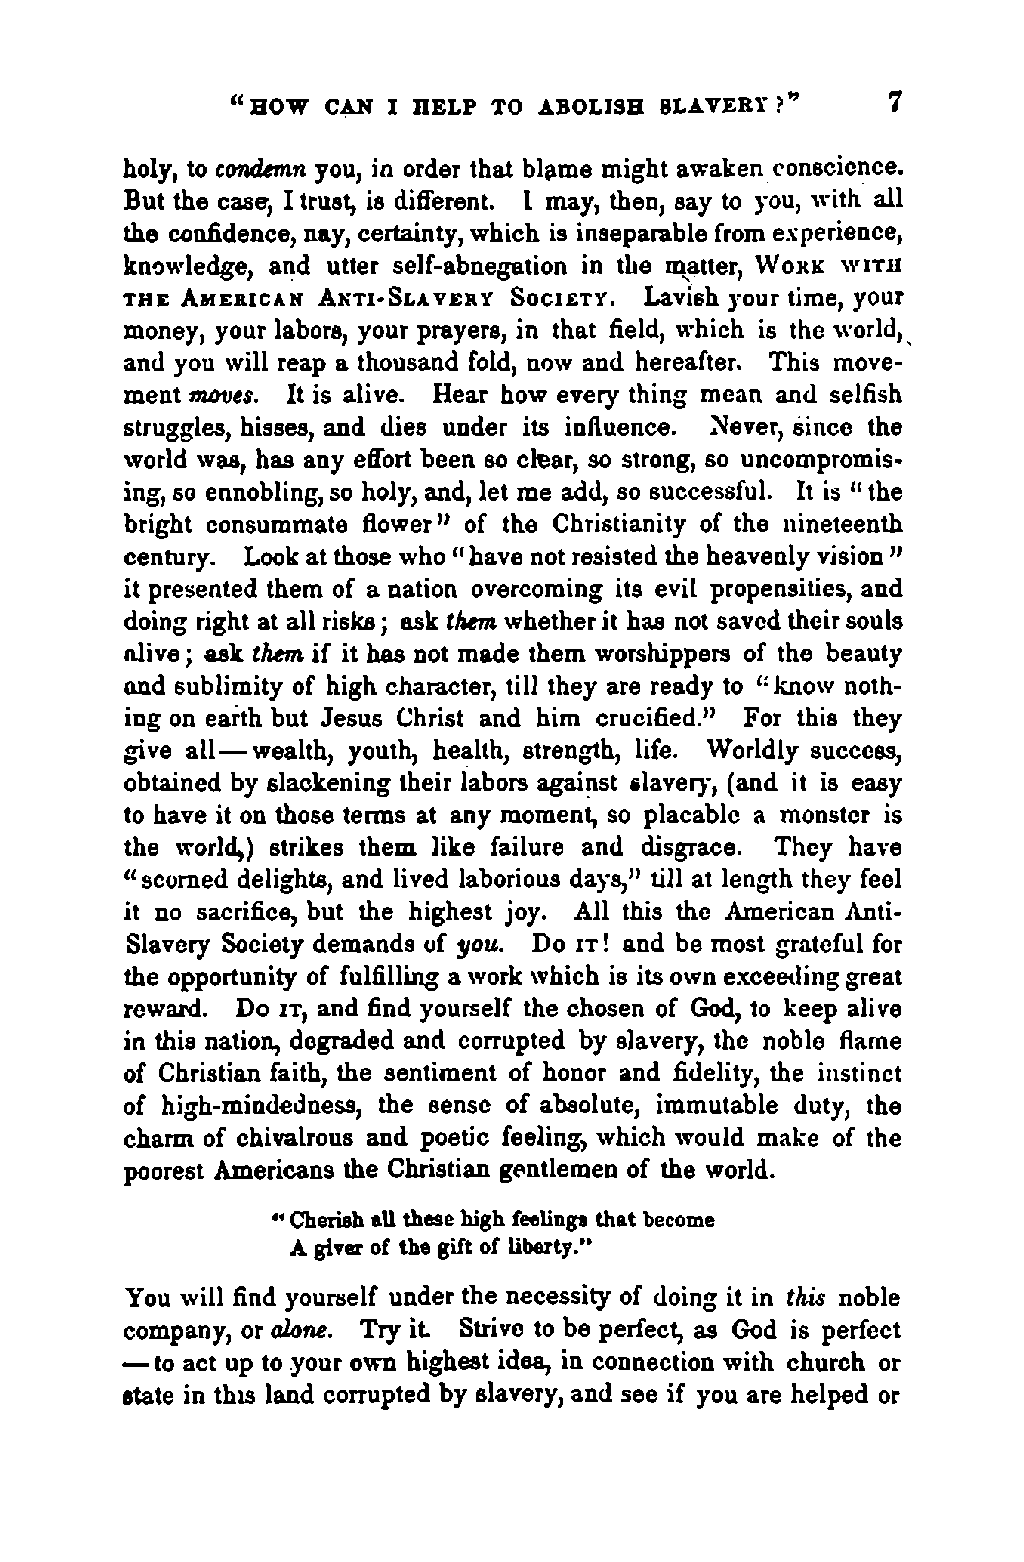 "HOW CAN I HELP TO ABOLISH SLAVERY?" 7
holy, to condemn you, in order that blame might awaken conscience.
But the case, I trust, is different. I may, then, say to you, with all
the confidence, nay, certainty, which is inseparable from experience,
knowledge, and utter self-abnegation in the matter, WORK WITH
THE AMERICAN ANTI-SLAVERY SOCIETY. Lavish your time, your
money, your labors, your prayers, in that field, which is the world,
and you will reap a thousand fold, now and hereafter. This move-
ment moves. It is alive. Hear how every thing mean and selfish
struggles, hisses, and dies under its influence. Never, since the
world was, has any effort been so clear, so strong, so uncompromis-
ing, so ennobling, so holy, and, let me add, so successful. It is "the
bright consummate flower" of the Christianity of the nineteenth
century. Look at those who "have not resisted the heavenly vision"
it presented them of a nation overcoming its evil propensities, and
doing right at all risks; ask them whether it has not saved their souls
alive; ask them if it has not made them worshippers of the beauty
and sublimity of high character, till they are ready to "know noth-
ing on earth but Jesus Christ and him crucified." For this they
give all—wealth, youth, health, strength, life. Worldly success,
obtained by slackening their labors against slavery, (and it is easy
to have it on those terms at any moment, so placable a monster is
the world,) strikes them like failure and disgrace. They have
"scorned delights, and lived laborious days," till at length they feel
it no sacrifice, but the highest joy. All this the American Anti-
Slavery Society demands of you. Do IT! and be most grateful for
the opportunity of fulfilling a work which is its own exceeding great
reward. Do IT, and find yourself the chosen of God, to keep alive
in this nation, degraded and corrupted by slavery, the noble flame
of Christian faith, the sentiment of honor and fidelity, the instinct
of high-mindedness, the sense of absolute, immutable duty, the
charm of chivalrous and poetic feeling, which would make of the
poorest Americans the Christian gentlemen of the world.
"Cherish all these high feelings that become
A giver of the gift of liberty."
You will find yourself under the necessity of doing it in this noble
company, or alone. Try it. Strive to be perfect, as God is perfect
—to act up to your own highest idea, in connection with church or
state in this land corrupted by slavery, and see if you are helped or